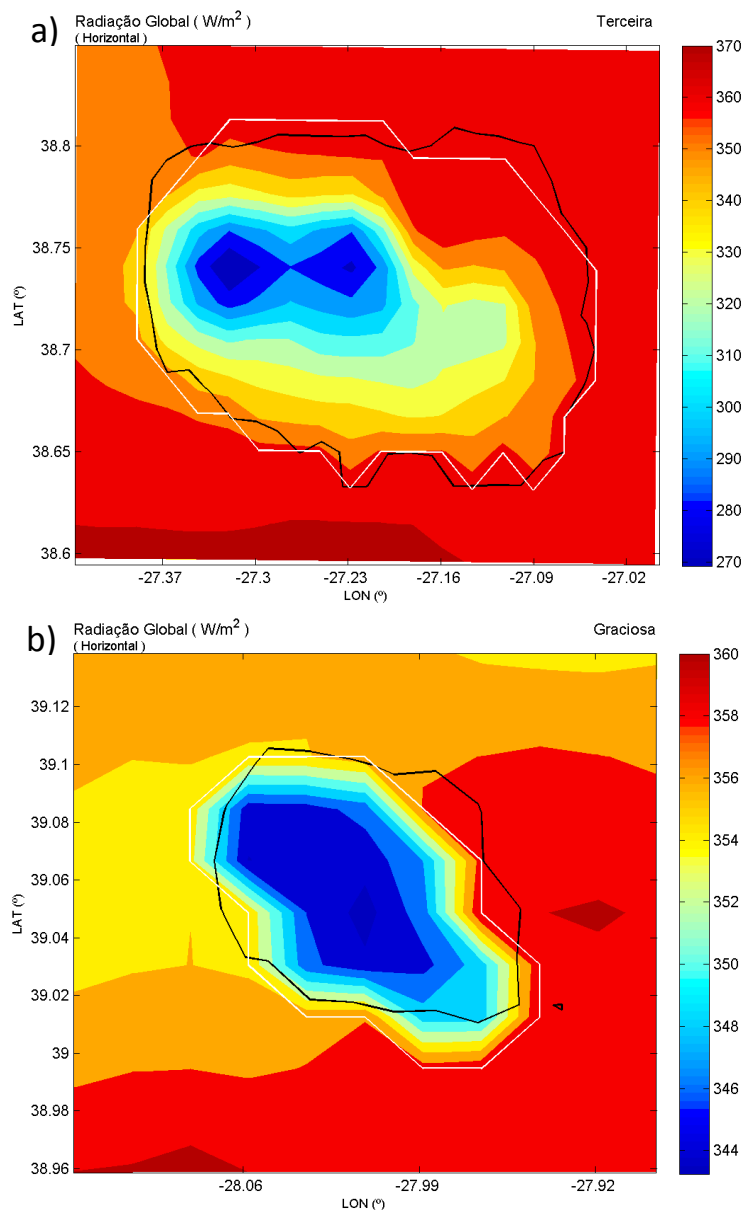 a)
Radiação Global ( W/m² )
Terceira
( Horizontal )
370
360
350
340
330
320
310
300
290
280
270
38.8
38.75
38.7
38.65
38.6
LAT (º)
-27.37 -27.3 -27.23 -27.16 -27.09 -27.02
LON (º)
b)
Radiação Global ( W/m² )
Graciosa
( Horizontal )
360
358
356
354
352
350
348
346
344
39.12
39.1
39.08
39.06
39.04
39.02
39
38.98
38.96
LAT (º)
-28.06 -27.99 -27.92
LON (º)